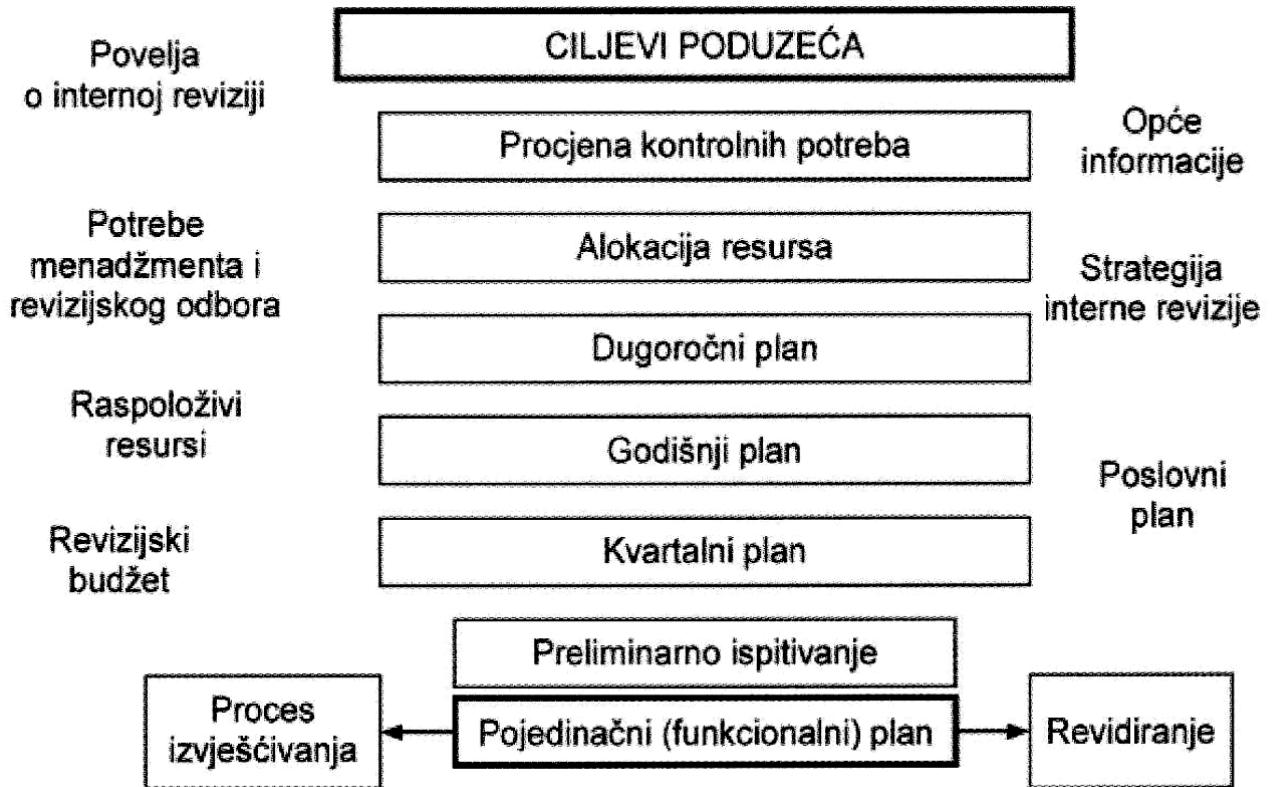 Povelja
o internoj reviziji
CILJEVI PODUZEĆA
Procjena kontrolnih potreba
Opće
informacije
Potrebe
menadžmenta i
revizijskog odbora
Alokacija resursa
Strategija
interne revizije
Dugoročni plan
Raspoloživi
resursi
Godišnji plan
Poslovni
plan
Revizijski
budžet
Kvartalni plan
Preliminarno ispitivanje
Proces
izvješćivanja
Pojedinačni (funkcionalni) plan
Revidiranje